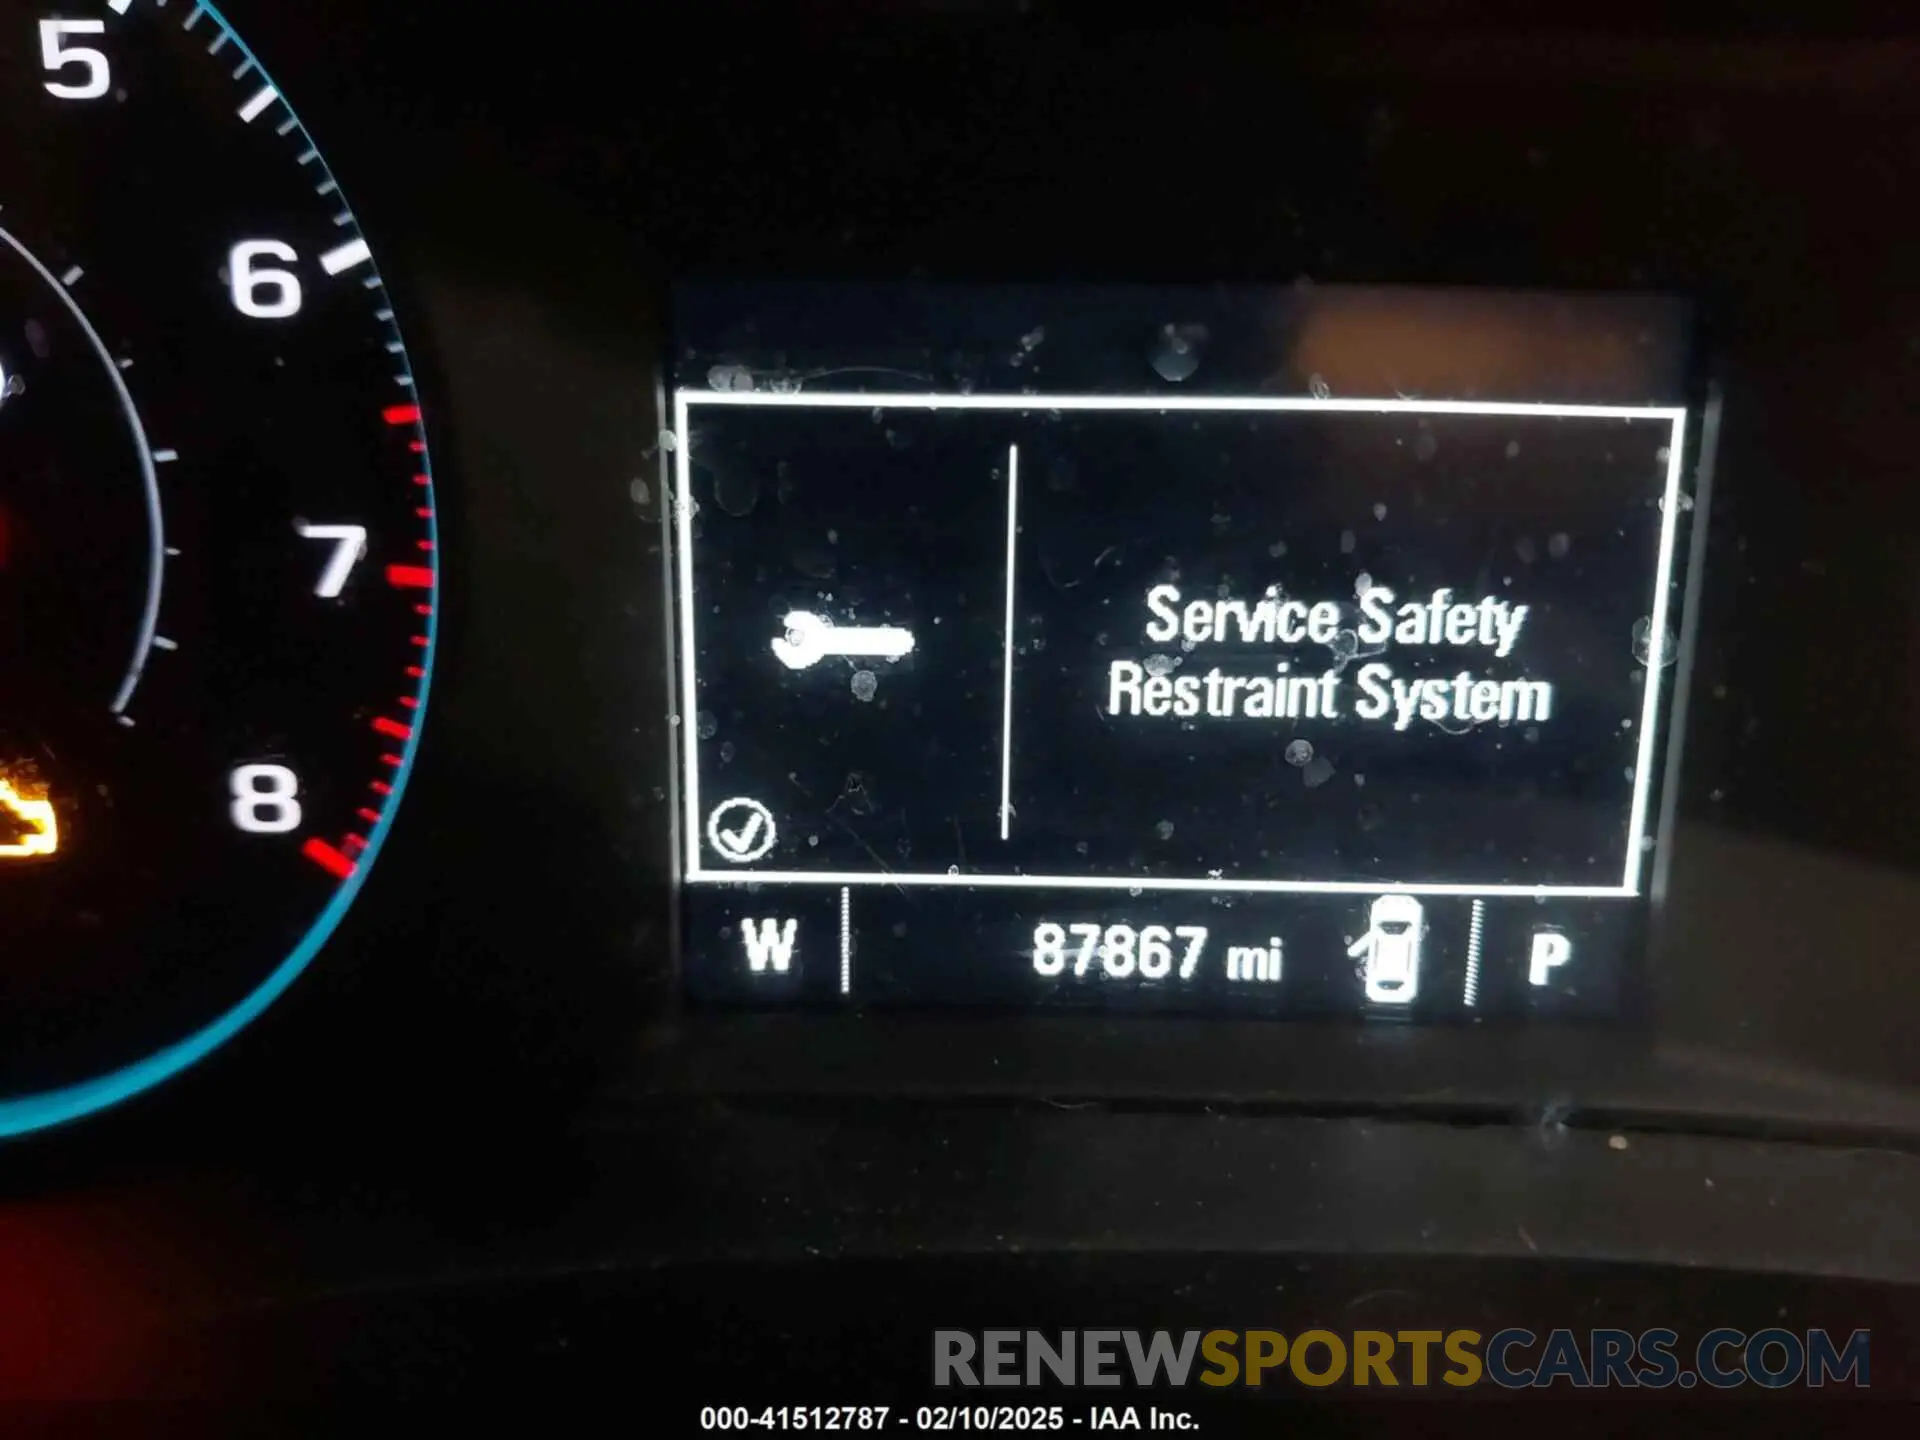 5
6
7
8
Service Safety
Restraint System
W
87867 mi
P
RENEWSPORTSCARS.COM
000-41512787 - 02/10/2025 - IAA Inc.